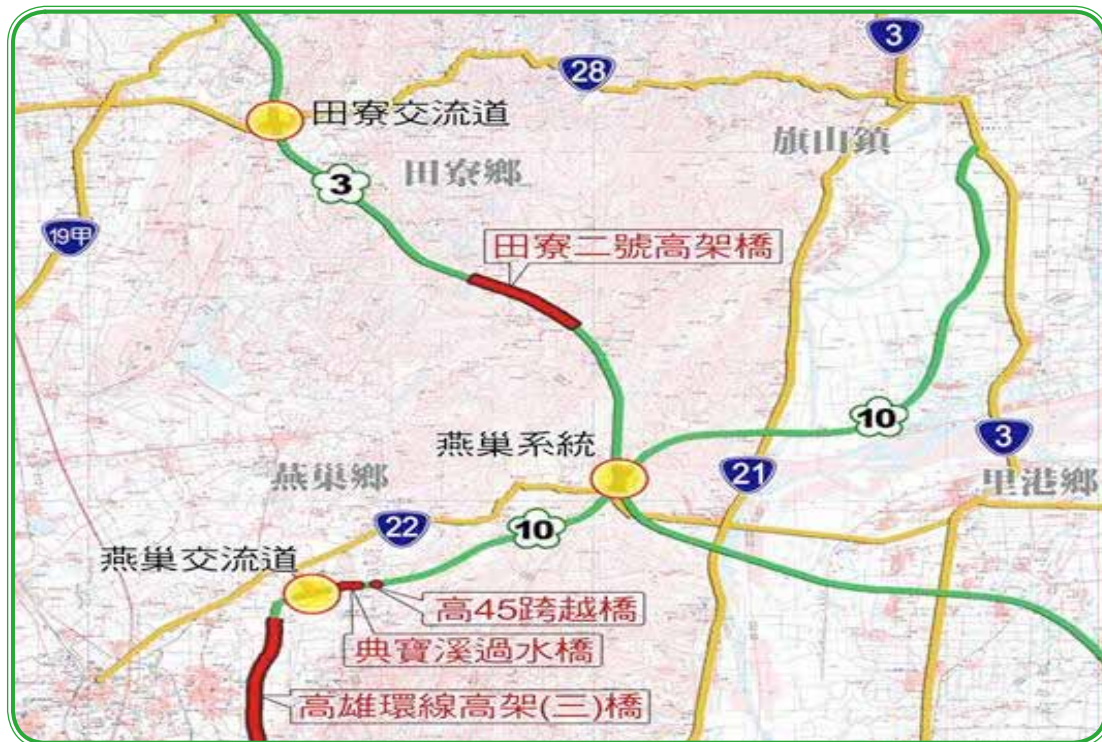 3
28
田寮交流道
旗山鎮
田寮鄉
3
19甲
田寮二號高架橋
10
燕巢系統
3
21
燕巢鄉
里港鄉
22
10
燕巢交流道
高45跨越橋
典寶溪過水橋
高雄環線高架(三)橋